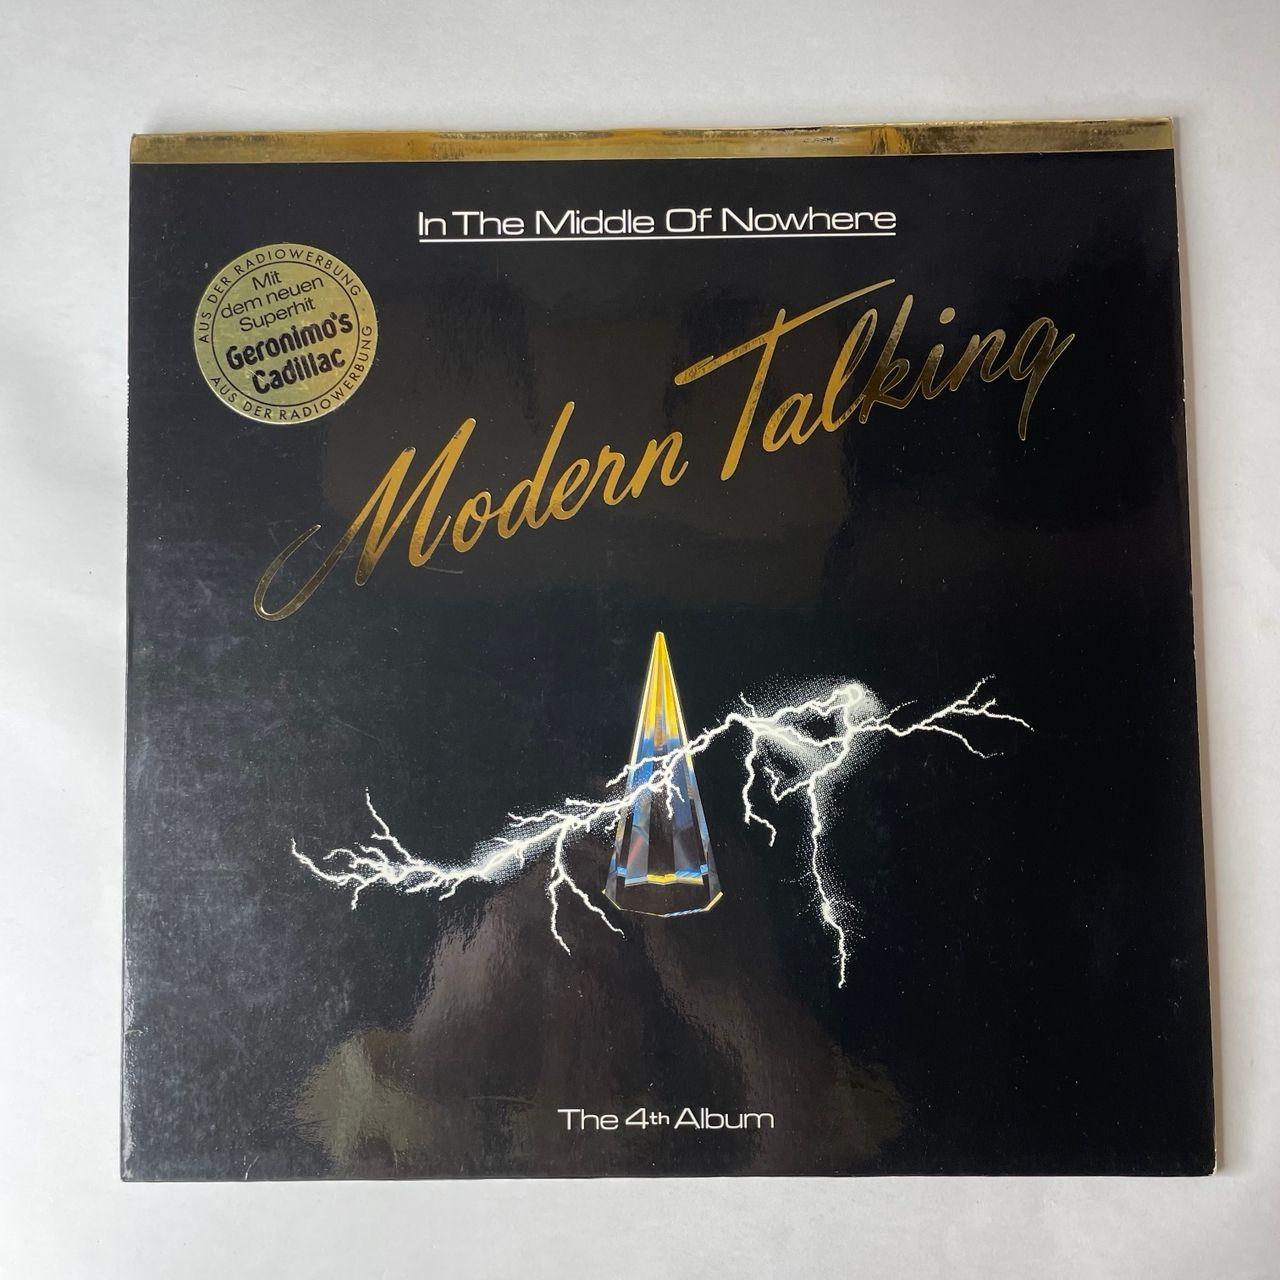 In The Middle Of Nowhere
AUS DER RADIOWERBUNG
Mit
dem neuen
Superhit
Geronimo's
Cadillac
AUS DER RADIOWERBUNG
Modern Talking
The 4th Album